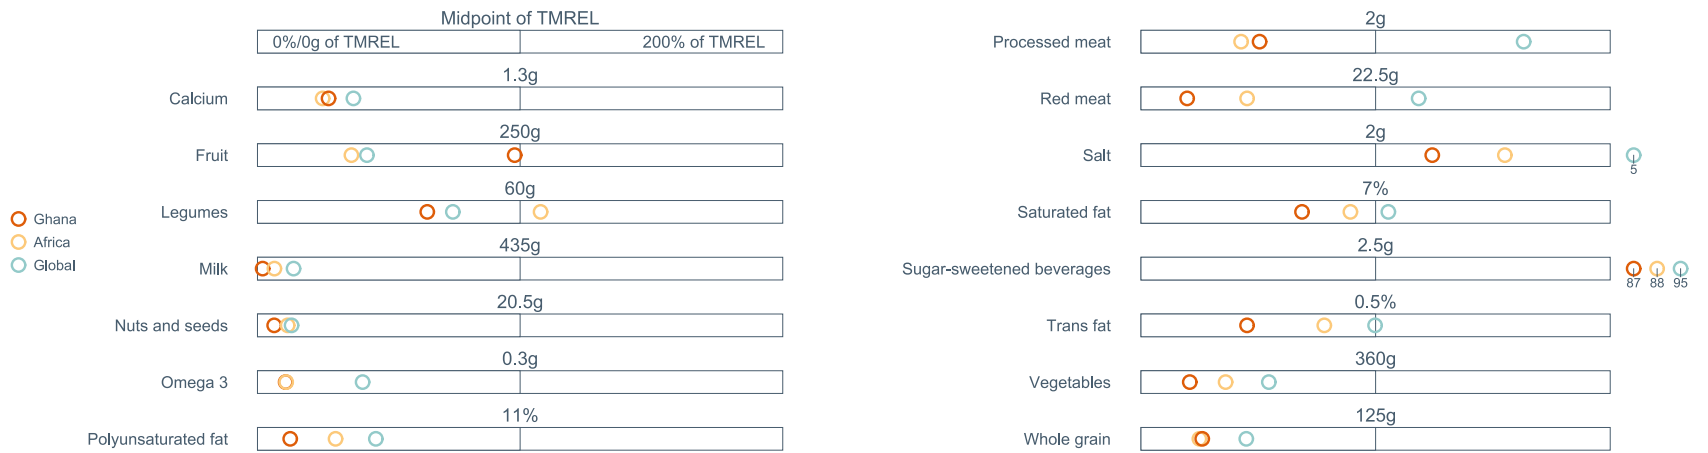 Midpoint of TMREL
0%/0g of TMREL 200% of TMREL
1.3g
Calcium
250g
Fruit
60g
Legumes
435g
Milk
20.5g
Nuts and seeds
0.3g
Omega 3
11%
Polyunsaturated fat
Ghana
Africa
Global
2g
Processed meat
22.5g
Red meat
2g
Salt
5
7%
Saturated fat
2.5g
Sugar-sweetened beverages
87 88 95
0.5%
Trans fat
360g
Vegetables
125g
Whole grain